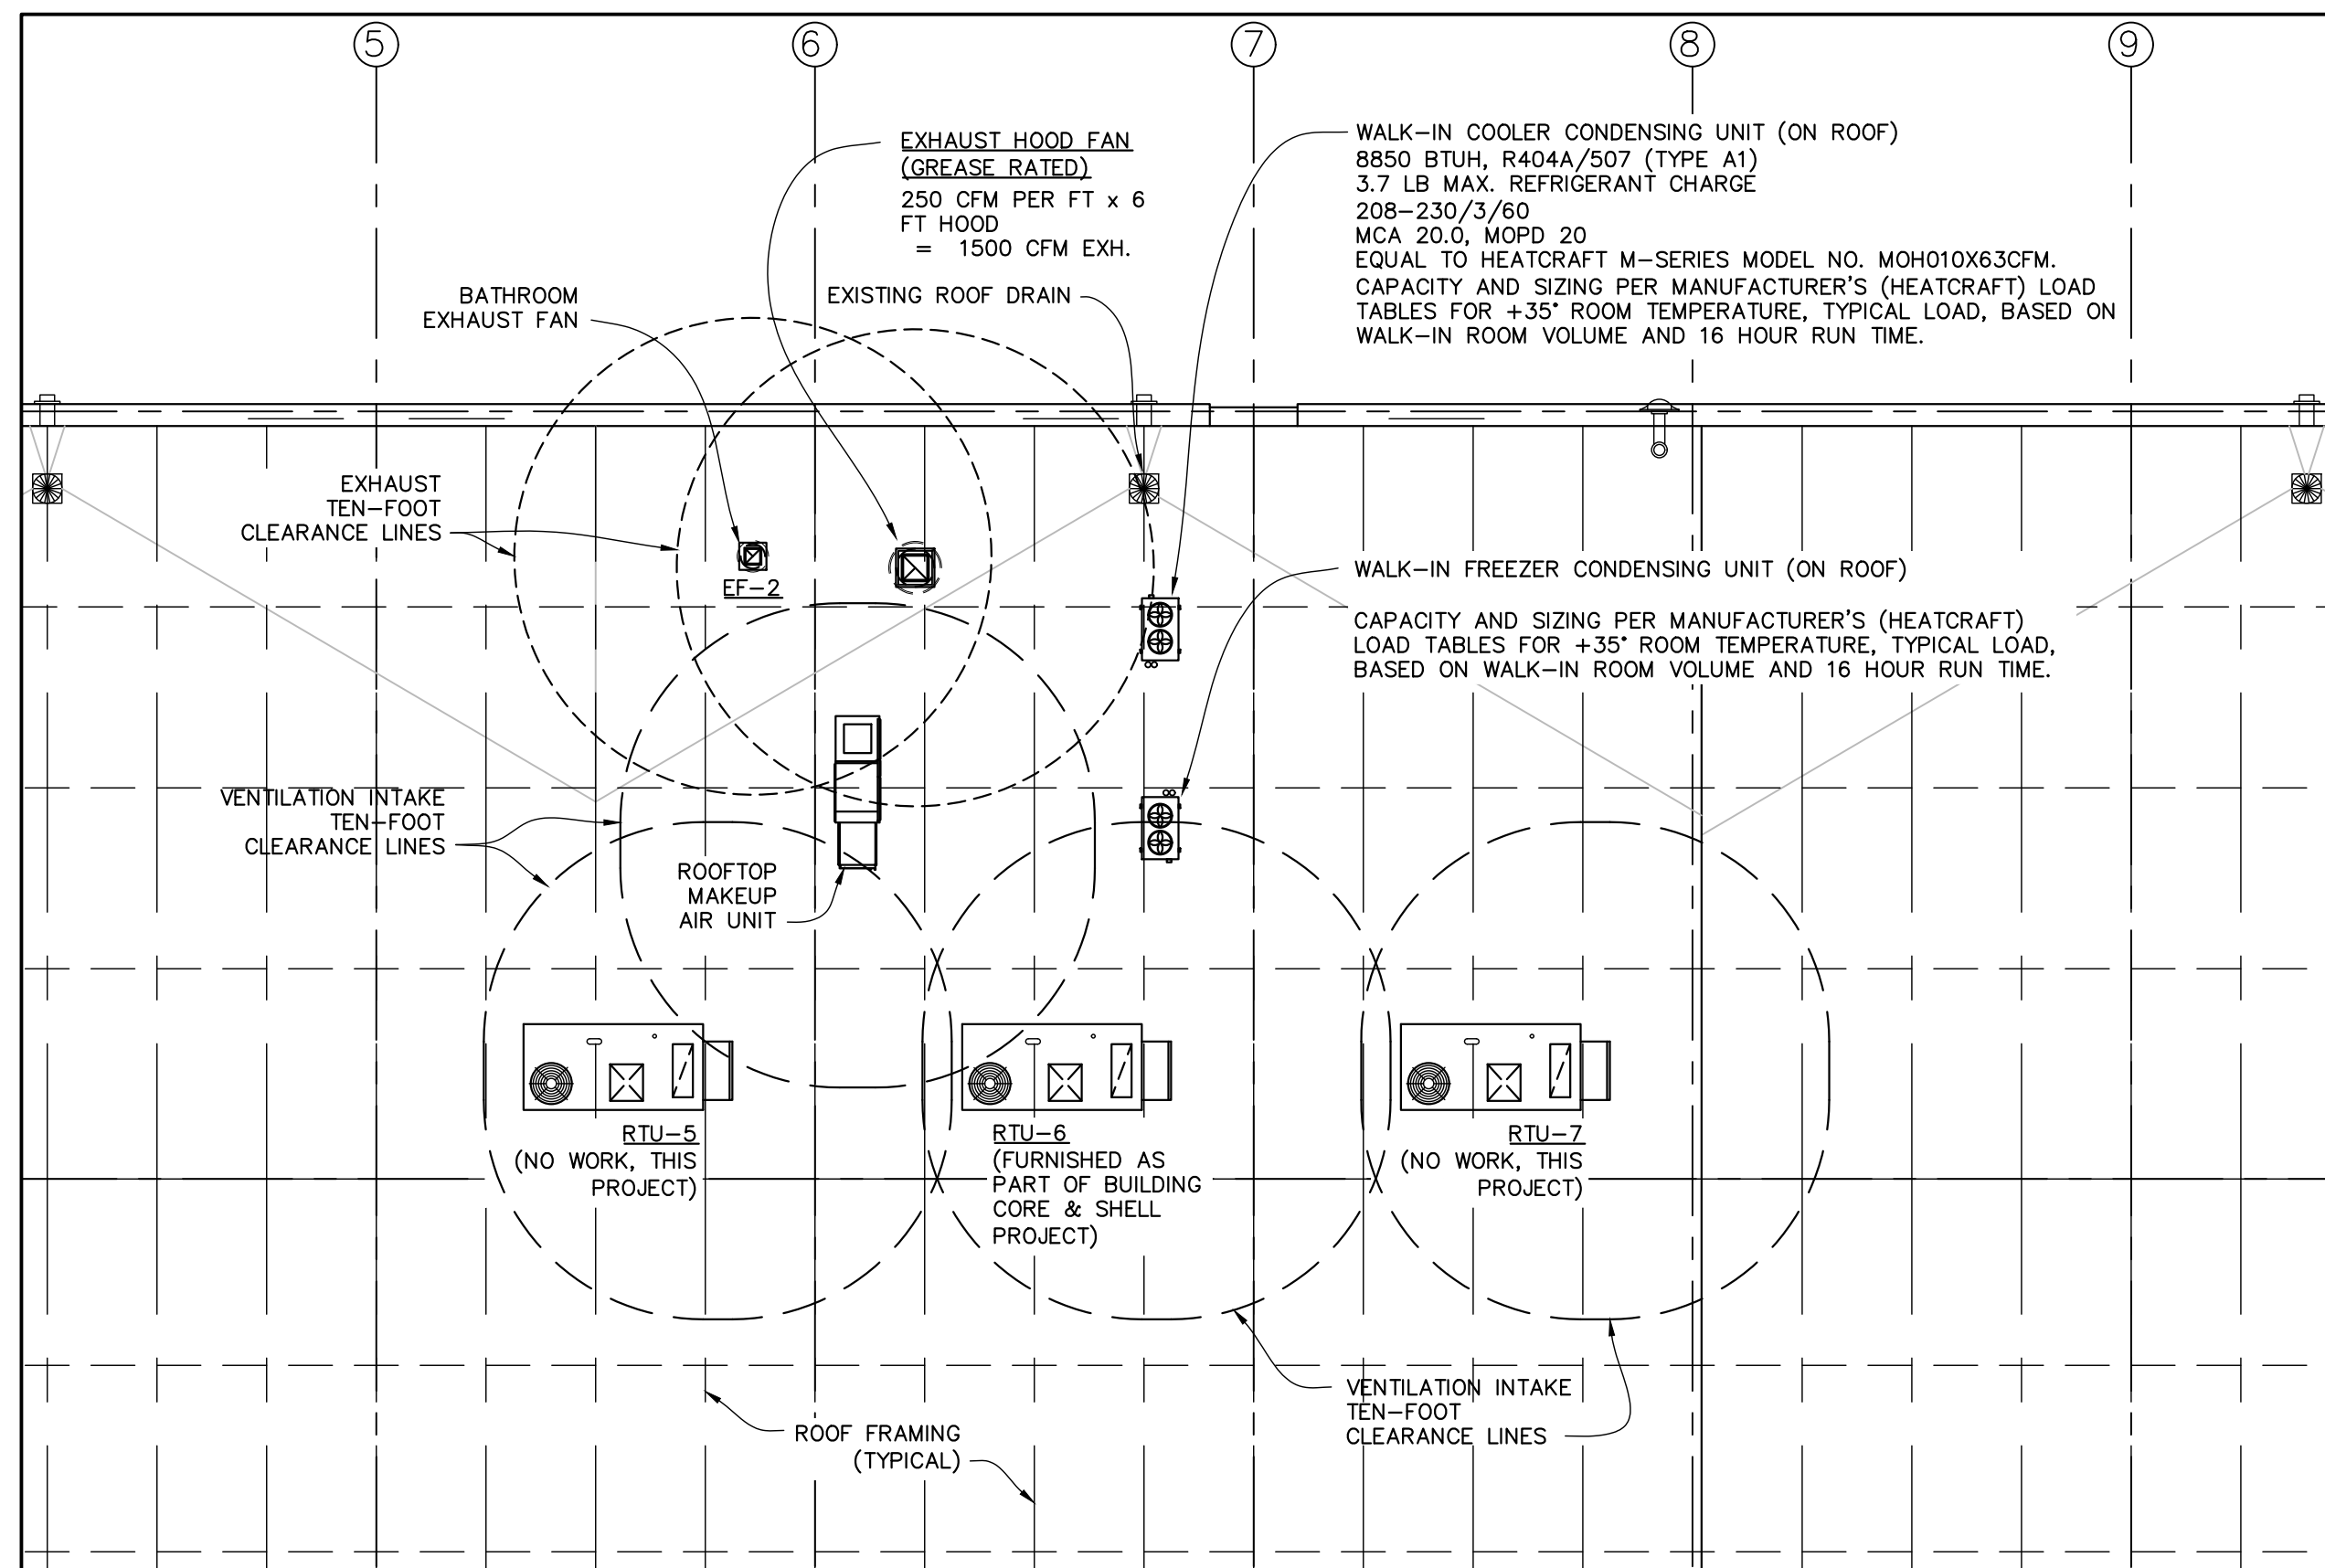 5
6
7
8
9
EXHAUST HOOD FAN
(GREASE RATED)
250 CFM PER FT x 6
FT HOOD
= 1500 CFM EXH.
WALK-IN COOLER CONDENSING UNIT (ON ROOF)
8850 BTUH, R404A/507 (TYPE A1)
3.7 LB MAX. REFRIGERANT CHARGE
208-230/3/60
MCA 20.0, MOPD 20
EQUAL TO HEATCRAFT M-SERIES MODEL NO. MOH010X63CFM.
CAPACITY AND SIZING PER MANUFACTURER'S (HEATCRAFT) LOAD
TABLES FOR +35° ROOM TEMPERATURE, TYPICAL LOAD, BASED ON
WALK-IN ROOM VOLUME AND 16 HOUR RUN TIME.
BATHROOM
EXHAUST FAN
EXISTING ROOF DRAIN
EXHAUST
TEN-FOOT
CLEARANCE LINES
EF-2
WALK-IN FREEZER CONDENSING UNIT (ON ROOF)
CAPACITY AND SIZING PER MANUFACTURER'S (HEATCRAFT)
LOAD TABLES FOR +35° ROOM TEMPERATURE, TYPICAL LOAD,
BASED ON WALK-IN ROOM VOLUME AND 16 HOUR RUN TIME.
VENTILATION INTAKE
TEN-FOOT
CLEARANCE LINES
ROOFTOP
MAKEUP
AIR UNIT
RTU-5
(NO WORK, THIS
PROJECT)
RTU-6
(FURNISHED AS
PART OF BUILDING
CORE & SHELL
PROJECT)
RTU-7
(NO WORK, THIS
PROJECT)
VENTILATION INTAKE
TEN-FOOT
CLEARANCE LINES
ROOF FRAMING
(TYPICAL)